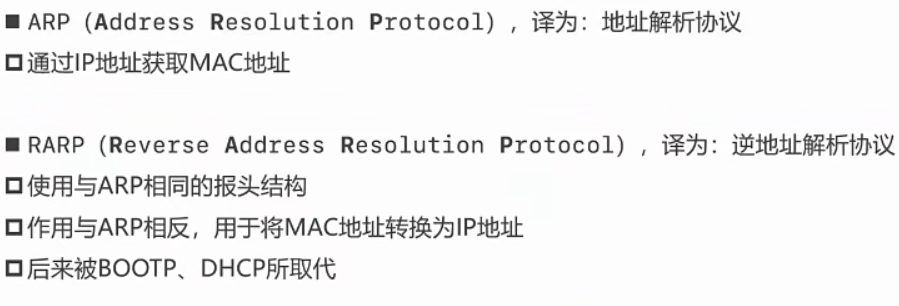 ■ ARP（Address Resolution Protocol），译为：地址解析协议
□ 通过IP地址获取MAC地址
■ RARP（Reverse Address Resolution Protocol），译为：逆地址解析协议
□ 使用与ARP相同的报头结构
□ 作用与ARP相反，用于将MAC地址转换为IP地址
□ 后来被BOOTP、DHCP所取代